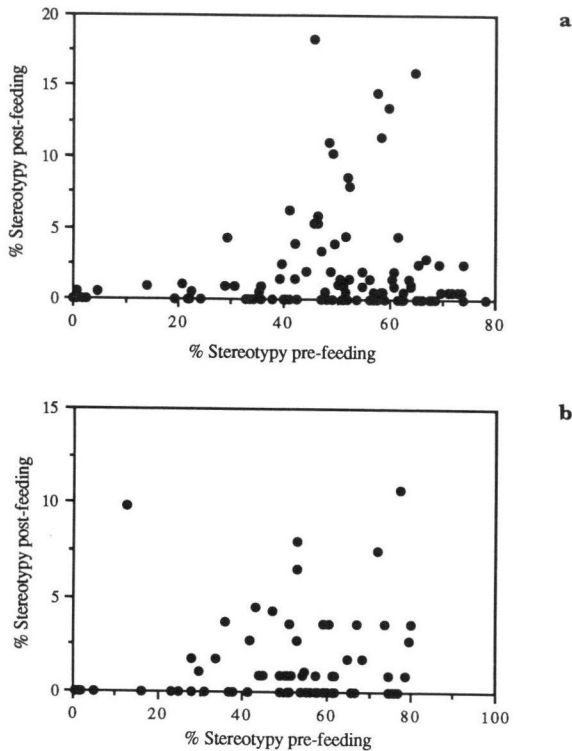 a
20
15
10
5
0
% Stereotypy post-feeding
0 20 40 60 80
% Stereotypy pre-feeding
b
15
10
5
0
% Stereotypy post-feeding
0 20 40 60 80 100
% Stereotypy pre-feeding